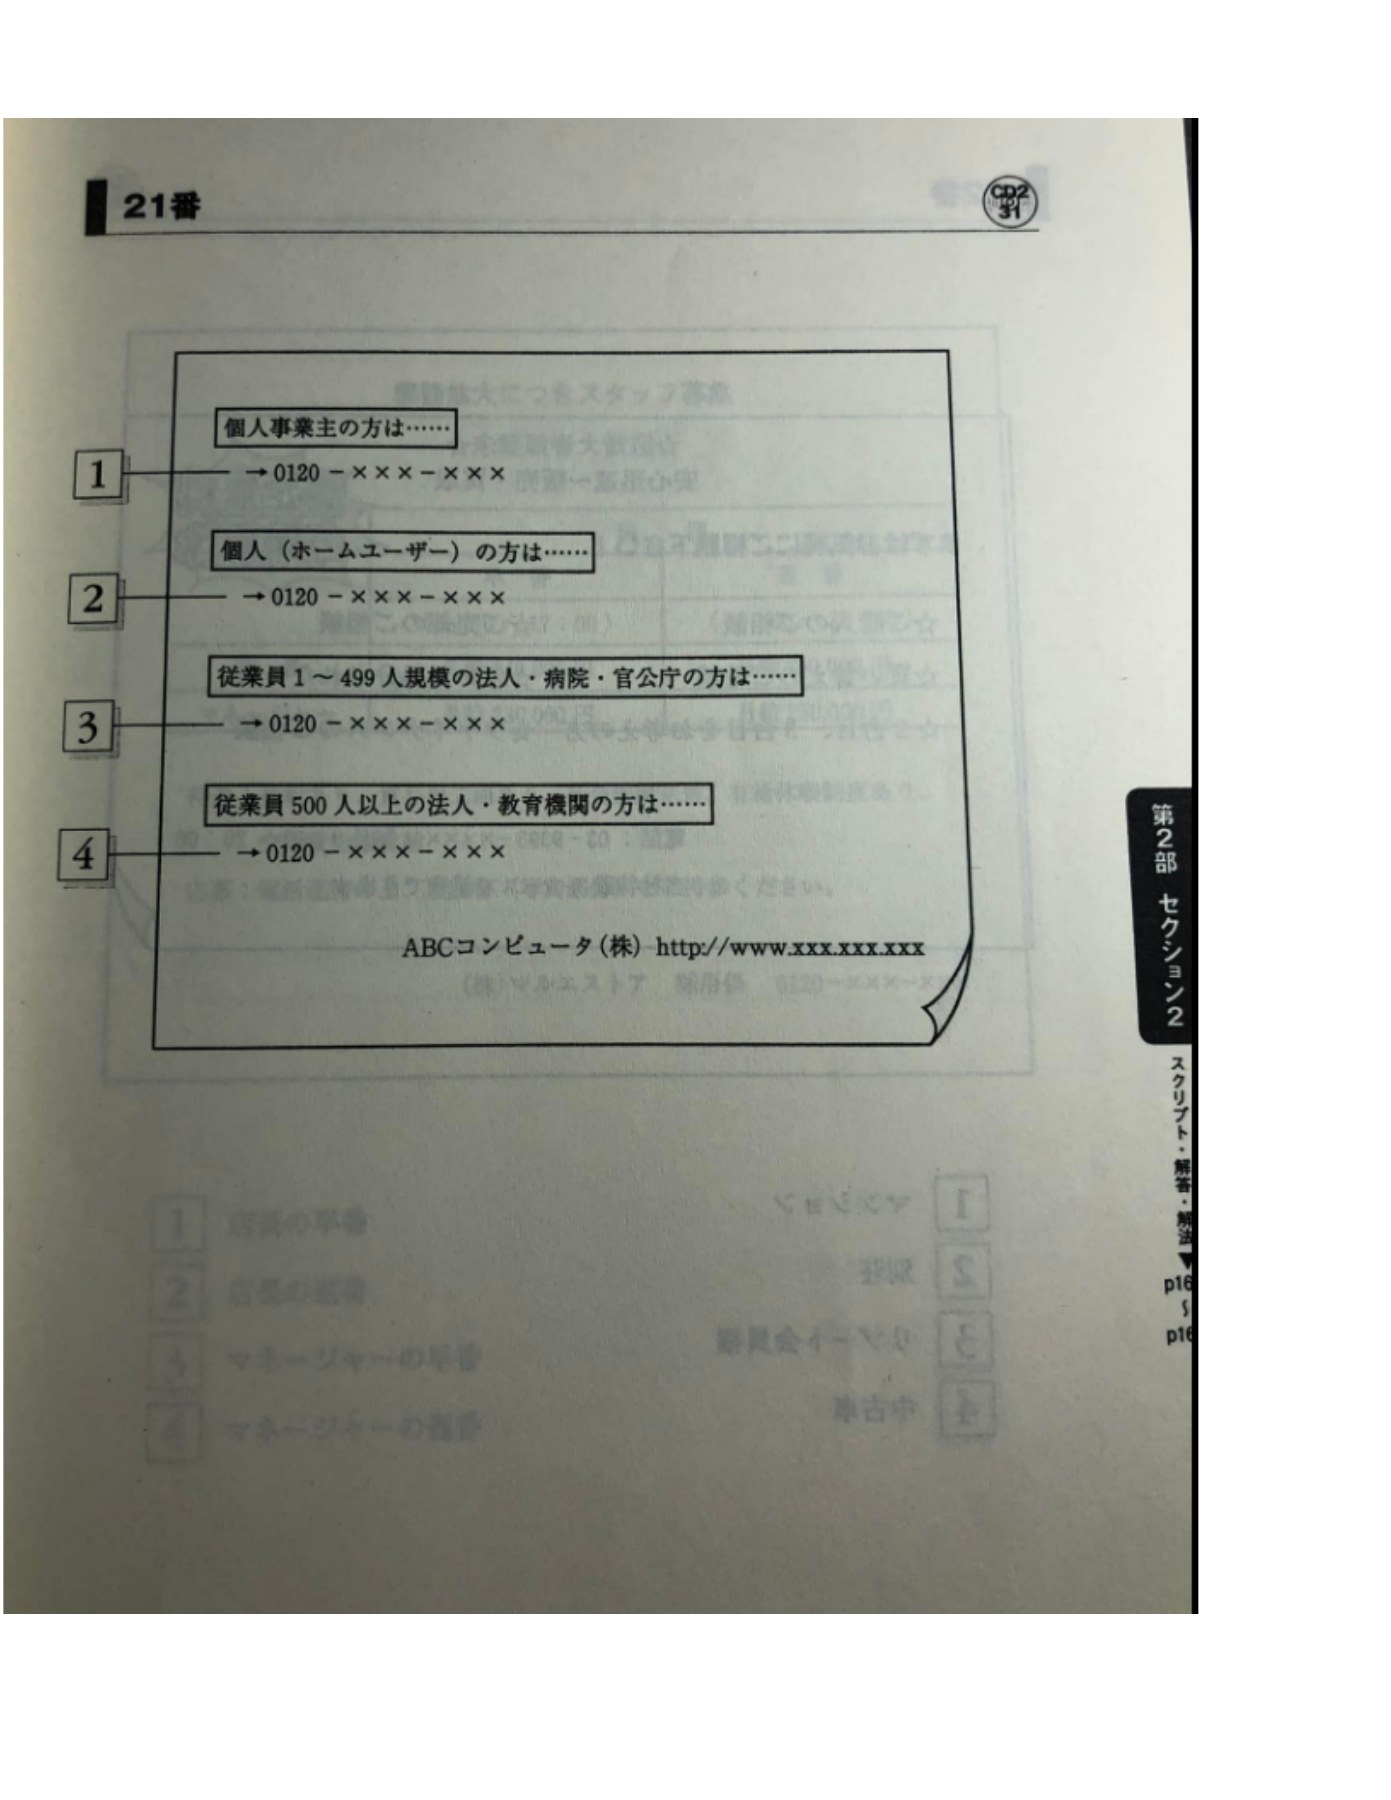 21番
CD2
31
個人事業主の方は……
1
→0120－×××－×××
個人（ホームユーザー）の方は……
2
→0120－×××－×××
従業員1～499人規模の法人・病院・官公庁の方は……
3
→0120－×××－×××
従業員500人以上の法人・教育機関の方は……
4
→0120－×××－×××
ABCコンピュータ(株) http://www.xxx.xxx.xxx
第2部 セクション2
スクリプト・解答・解法▼
p16
〜
p16